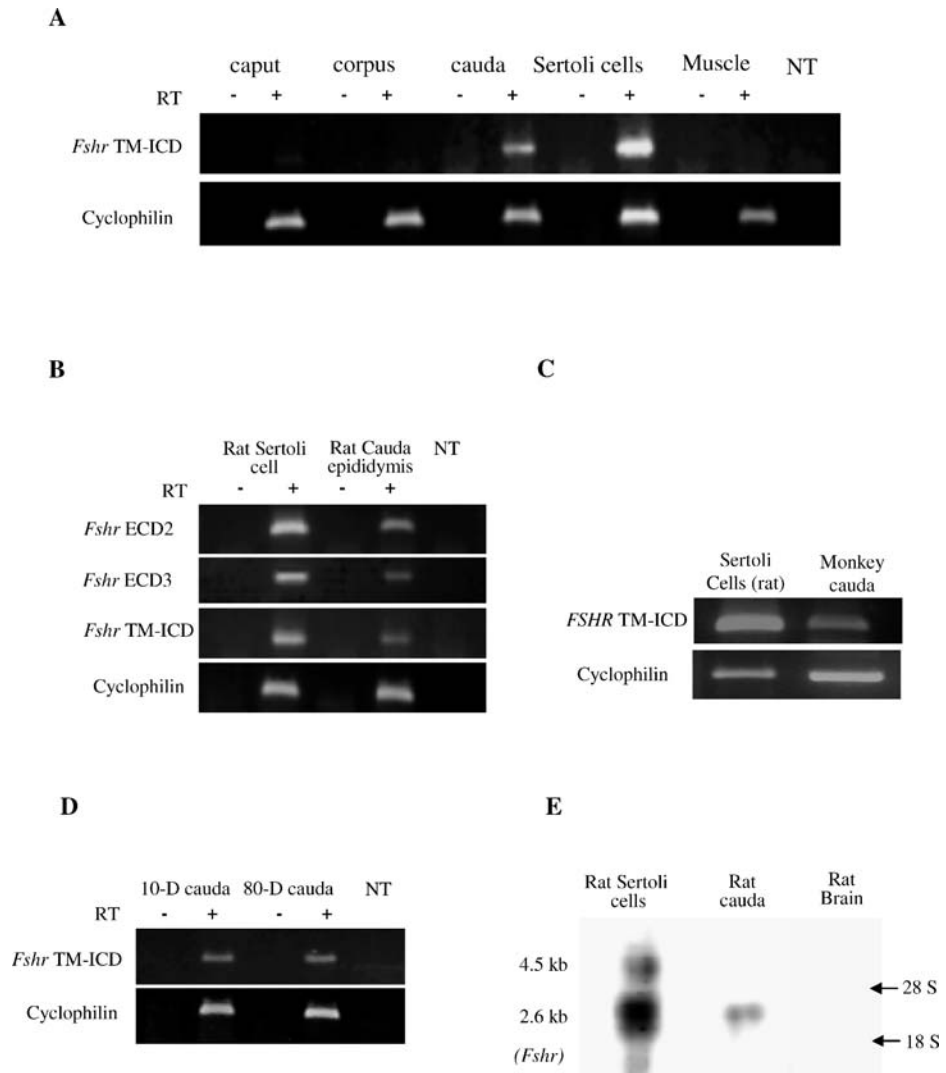 A
caput corpus cauda Sertoli cells Muscle NT
RT - + - + - + - + - +
Fshr TM-ICD
Cyclophilin
B
Rat Sertoli cell Rat Cauda epididymis NT
RT - + - +
Fshr ECD2
Fshr ECD3
Fshr TM-ICD
Cyclophilin
C
Sertoli Cells (rat) Monkey cauda
FSHR TM-ICD
Cyclophilin
D
10-D cauda 80-D cauda NT
RT - + - +
Fshr TM-ICD
Cyclophilin
E
Rat Sertoli cells Rat cauda Rat Brain
4.5 kb
28 S
2.6 kb
18 S
(Fshr)